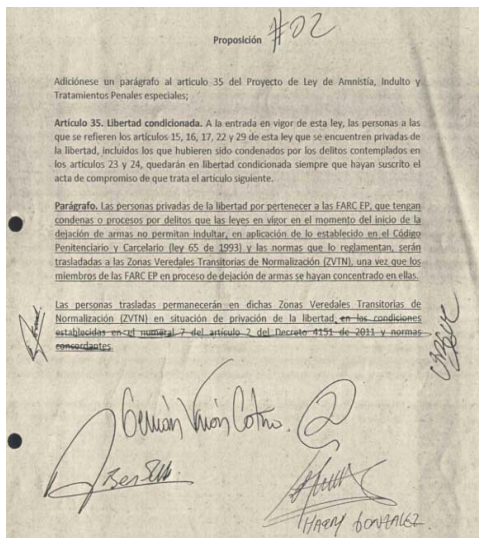 Proposición #02
Adiciónese un parágrafo al artículo 35 del Proyecto de Ley de Amnistía, Indulto y
Tratamientos Penales especiales;
Artículo 35. Libertad condicionada. A la entrada en vigor de esta ley, las personas a las
que se refieren los artículos 15, 16, 17, 22 y 29 de esta ley que se encuentren privadas de
la libertad, incluidos los que hubieren sido condenados por los delitos contemplados en
los artículos 23 y 24, quedarán en libertad condicionada siempre que hayan suscrito el
acta de compromiso de que trata el artículo siguiente.
Parágrafo. Las personas privadas de la libertad por pertenecer a las FARC EP, que tengan
condenas o procesos por delitos que las leyes en vigor en el momento del inicio de la
dejación de armas no permitan indultar, en aplicación de lo establecido en el Código
Penitenciario y Carcelario (ley 65 de 1993) y las normas que lo reglamentan, serán
trasladadas a las Zonas Veredales Transitorias de Normalización (ZVTN), una vez que los
miembros de las FARC EP en proceso de dejación de armas se hayan concentrado en ellas.
Las personas trasladas permanecerán en dichas Zonas Veredales Transitorias de
Normalización (ZVTN) en situación de privación de la libertad, en las condiciones
establecidas en el numeral 7 del artículo 2 del Decreto 4151 de 2011 y normas
concordantes.
Germán Varón Cotrino.
HARRY GONZALEZ